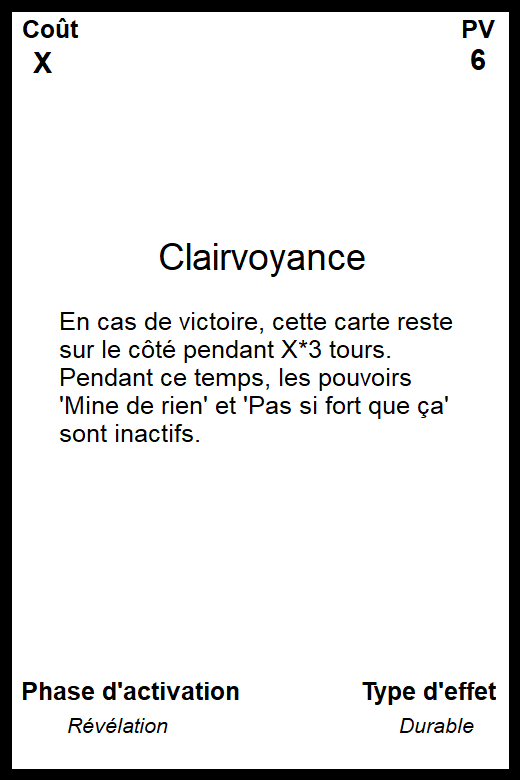 Coût PV
X 6
Clairvoyance
En cas de victoire, cette carte reste
sur le côté pendant X*3 tours.
Pendant ce temps, les pouvoirs
'Mine de rien' et 'Pas si fort que ça'
sont inactifs.
Phase d'activation Type d'effet
Révélation Durable